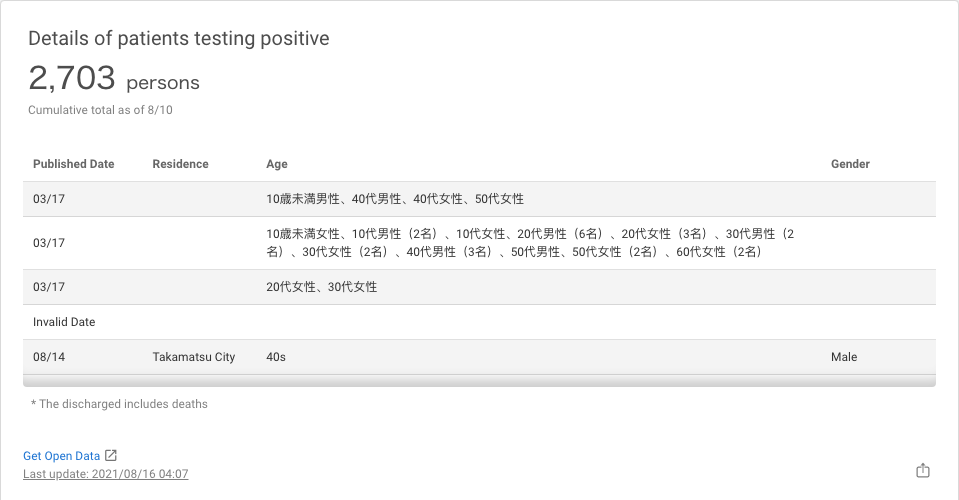 Details of patients testing positive
2,703 persons
Cumulative total as of 8/10
Published Date Residence Age Gender
03/17 10歳未満男性、40代男性、40代女性、50代女性
03/17 10歳未満女性、10代男性（2名）、10代女性、20代男性（6名）、20代女性（3名）、30代男性（2
名）、30代女性（2名）、40代男性（3名）、50代男性、50代女性（2名）、60代女性（2名）
03/17 20代女性、30代女性
Invalid Date
08/14 Takamatsu City 40s Male
* The discharged includes deaths
Get Open Data
Last update: 2021/08/16 04:07